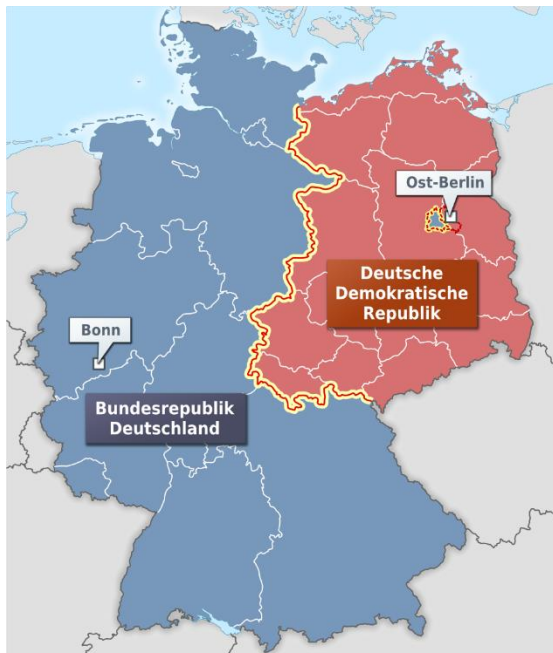 Ost-Berlin
Deutsche
Demokratische
Republik
Bonn
Bundesrepublik
Deutschland